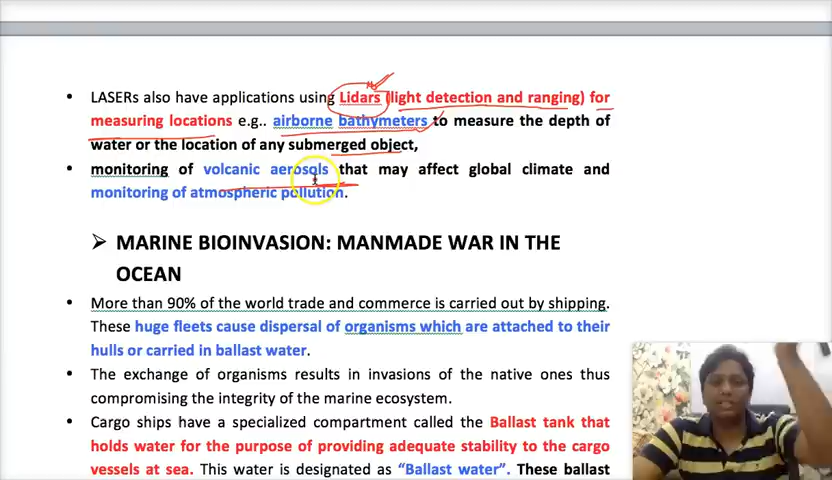 LASERs also have applications using Lidars (light detection and ranging) for
measuring locations e.g.. airborne bathymeters to measure the depth of
water or the location of any submerged object,
monitoring of volcanic aerosols that may affect global climate and
monitoring of atmospheric pollution.
MARINE BIOINVASION: MANMADE WAR IN THE
OCEAN
More than 90% of the world trade and commerce is carried out by shipping.
These huge fleets cause dispersal of organisms which are attached to their
hulls or carried in ballast water.
The exchange of organisms results in invasions of the native ones thus
compromising the integrity of the marine ecosystem.
Cargo ships have a specialized compartment called the Ballast tank that
holds water for the purpose of providing adequate stability to the cargo
vessels at sea. This water is designated as “Ballast water”. These ballast